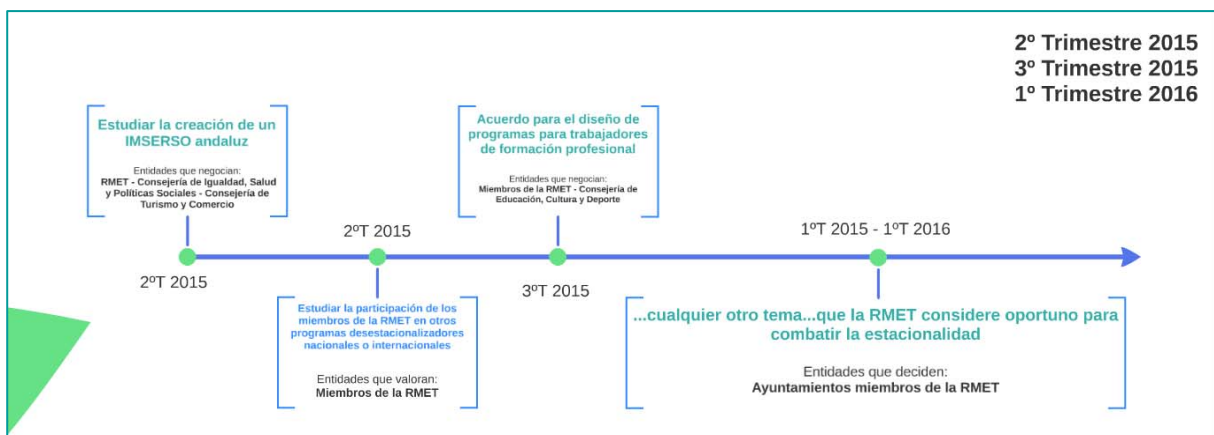 2º Trimestre 2015
3º Trimestre 2015
1º Trimestre 2016
Estudiar la creación de un
IMSERSO andaluz
Entidades que negocian:
RMET - Consejería de Igualdad, Salud
y Políticas Sociales - Consejería de
Turismo y Comercio
2ºT 2015
2ºT 2015
Estudiar la participación de los
miembros de la RMET en otros
programas desestacionalizadores
nacionales o internacionales
Entidades que valoran:
Miembros de la RMET
Acuerdo para el diseño de
programas para trabajadores
de formación profesional
Entidades que negocian:
Miembros de la RMET - Consejería de
Educación, Cultura y Deporte
3ºT 2015
1ºT 2015 - 1ºT 2016
...cualquier otro tema...que la RMET considere oportuno para
combatir la estacionalidad
Entidades que deciden:
Ayuntamientos miembros de la RMET